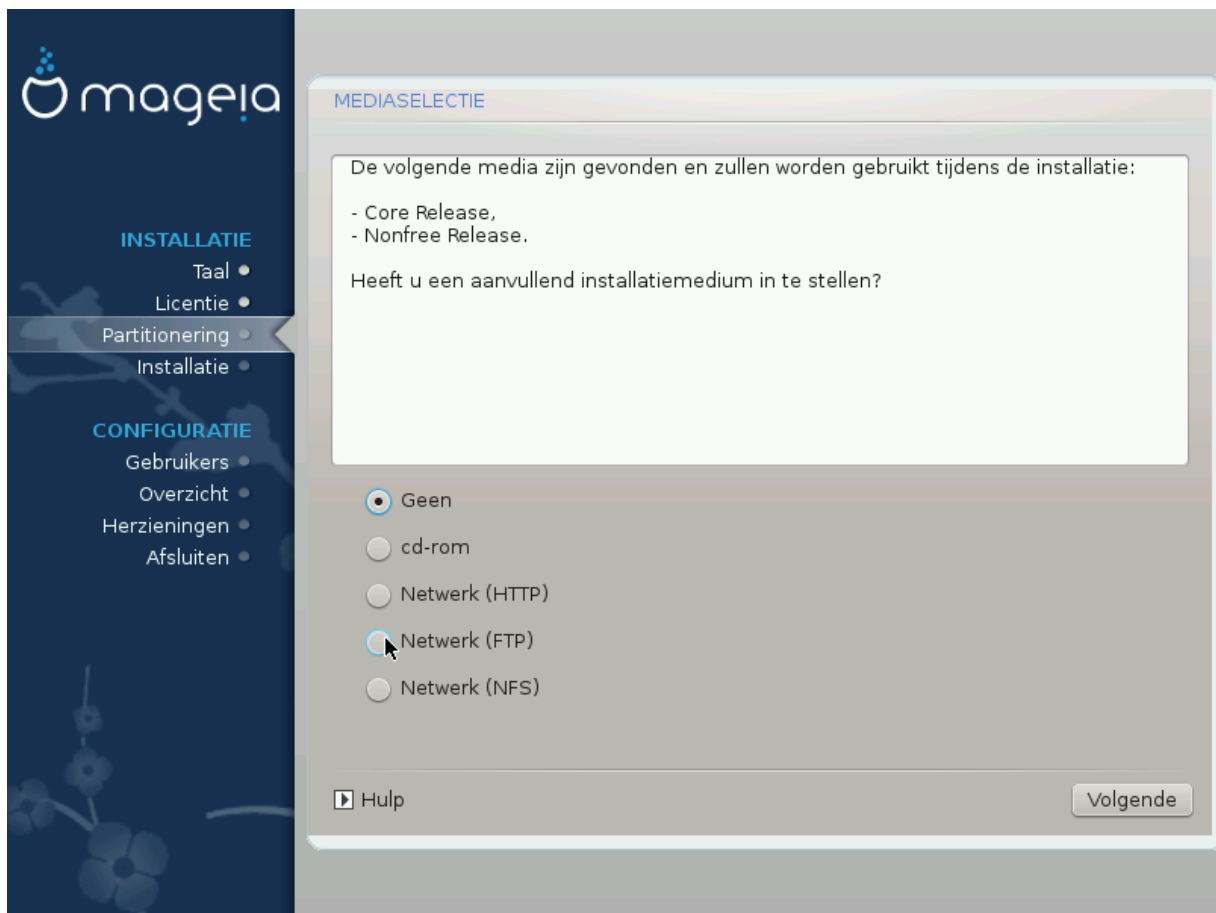 mageia
INSTALLATIE
Taal
Licentie
Partitionering
Installatie
CONFIGURATIE
Gebruikers
Overzicht
Herzieningen
Afsluiten
MEDIASELECTIE
De volgende media zijn gevonden en zullen worden gebruikt tijdens de installatie:
- Core Release,
- Nonfree Release.
Heeft u een aanvullend installatiemedium in te stellen?
Geen
cd-rom
Netwerk (HTTP)
Netwerk (FTP)
Netwerk (NFS)
Hulp
Volgende